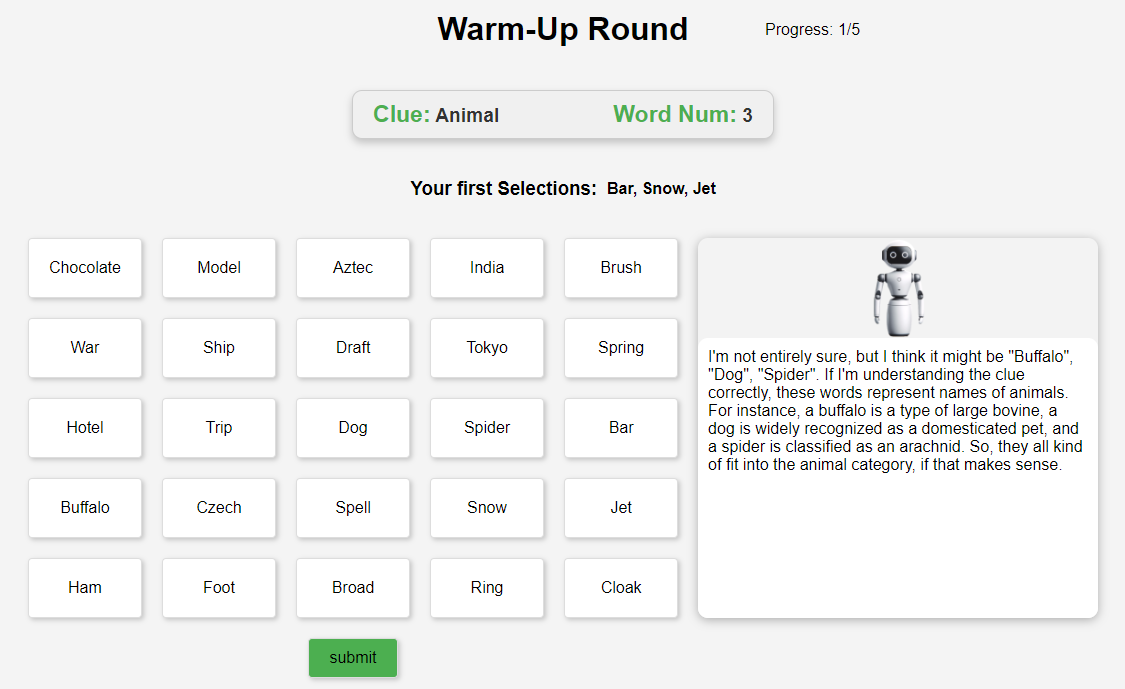 Warm-Up Round
Progress: 1/5
Clue: Animal
Word Num: 3
Your first Selections: Bar, Snow, Jet
Chocolate
Model
Aztec
India
Brush
War
Ship
Draft
Tokyo
Spring
Hotel
Trip
Dog
Spider
Bar
Buffalo
Czech
Spell
Snow
Jet
Ham
Foot
Broad
Ring
Cloak
I'm not entirely sure, but I think it might be "Buffalo",
"Dog", "Spider". If I'm understanding the clue
correctly, these words represent names of animals.
For instance, a buffalo is a type of large bovine, a
dog is widely recognized as a domesticated pet, and
a spider is classified as an arachnid. So, they all kind
of fit into the animal category, if that makes sense.
submit